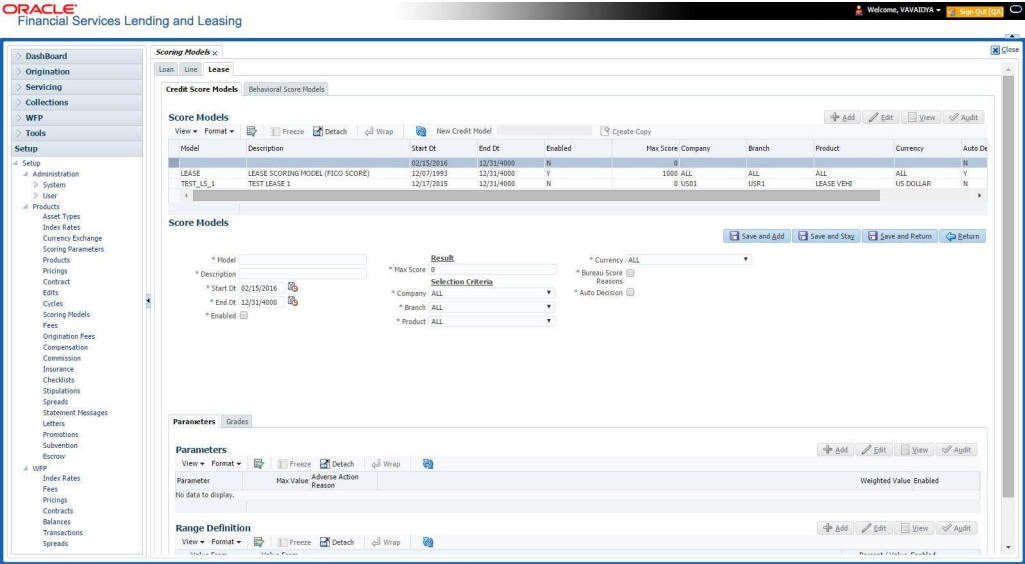 ORACLE
Financial Services Lending and Leasing
Welcome, VAVAIDYA
Sign Out [QA]
Close
DashBoard
Origination
Servicing
Collections
WFP
Tools
Setup
Setup
Administration
System
User
Products
Asset Types
Index Rates
Currency Exchange
Scoring Parameters
Products
Pricings
Contract
Edits
Cycles
Scoring Models
Fees
Origination Fees
Compensation
Commission
Insurance
Checklists
Stipulations
Spreads
Statement Messages
Letters
Promotions
Subvention
Escrow
WFP
Index Rates
Fees
Pricings
Contracts
Balances
Transactions
Spreads
Scoring Models
Loan Line Lease
Credit Score Models Behavioral Score Models
Score Models
Add Edit View Audit
View Format Freeze Detach Wrap New Credit Model Create Copy
Model Description Start Dt End Dt Enabled Max Score Company Branch Product Currency Auto De
02/15/2016 12/31/4000 N 0 N
LEASE LEASE SCORING MODEL (FICO SCORE) 12/07/1993 12/31/4000 Y 1000 ALL ALL ALL ALL Y
TEST_LS_1 TEST LEASE 1 12/17/2015 12/31/4000 N 0 US01 USR1 LEASE VEHI US DOLLAR N
Score Models
Save and Add Save and Stay Save and Return Return
* Model
* Description
* Start Dt 02/15/2016
* End Dt 12/31/4000
* Enabled
Result
* Max Score 0
Selection Criteria
* Company ALL
* Branch ALL
* Product ALL
* Currency ALL
* Bureau Score
Reasons
* Auto Decision
Parameters Grades
Parameters
Add Edit View Audit
View Format Freeze Detach Wrap
Parameter Max Value Adverse Action
Reason Weighted Value Enabled
No data to display.
Range Definition
Add Edit View Audit
View Format Freeze Detach Wrap
Value From Value From Percent / Value Enabled